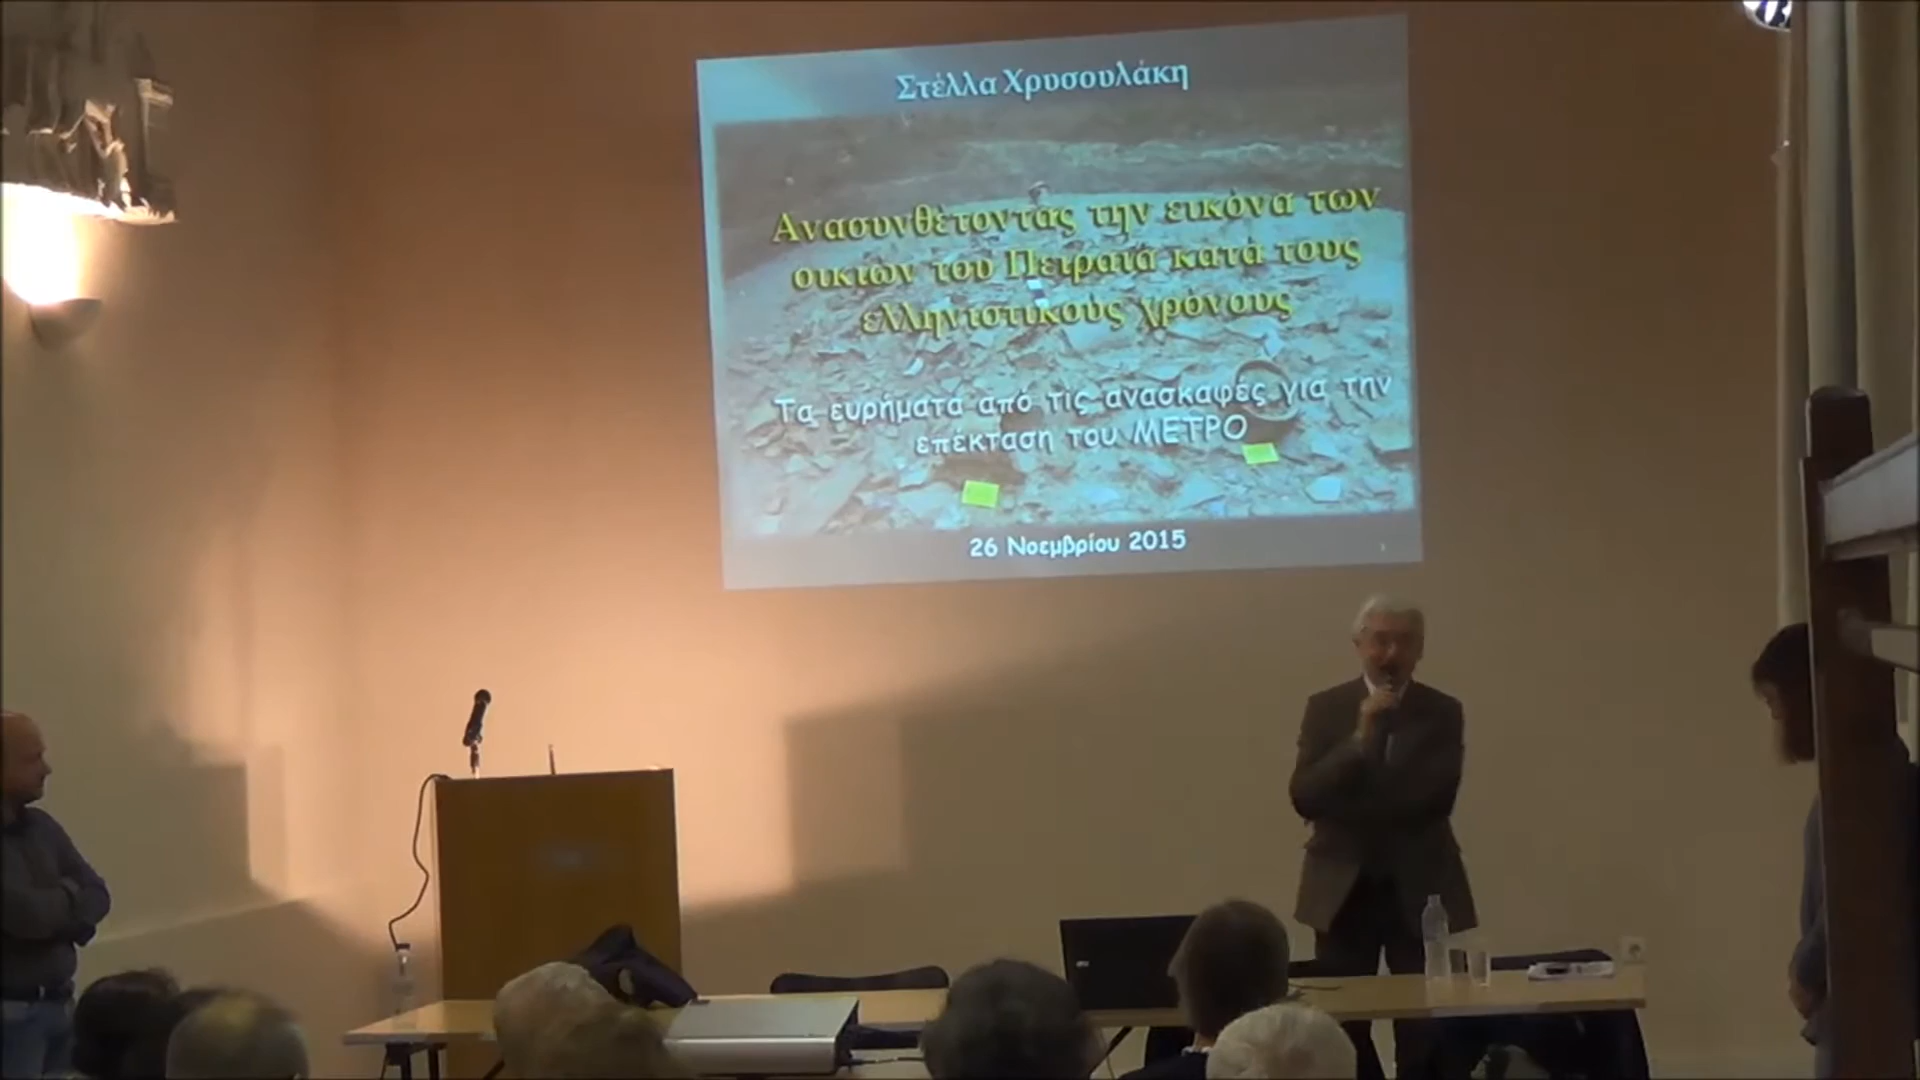 Στέλλα Χρυσουλάκη
Ανασυνθέτοντας την εικόνα των
οικιών του Πειραιά κατά τους
ελληνιστικούς χρόνους
Τα ευρήματα από τις ανασκαφές για την
επέκταση του ΜΕΤΡΟ
26 Νοεμβρίου 2015